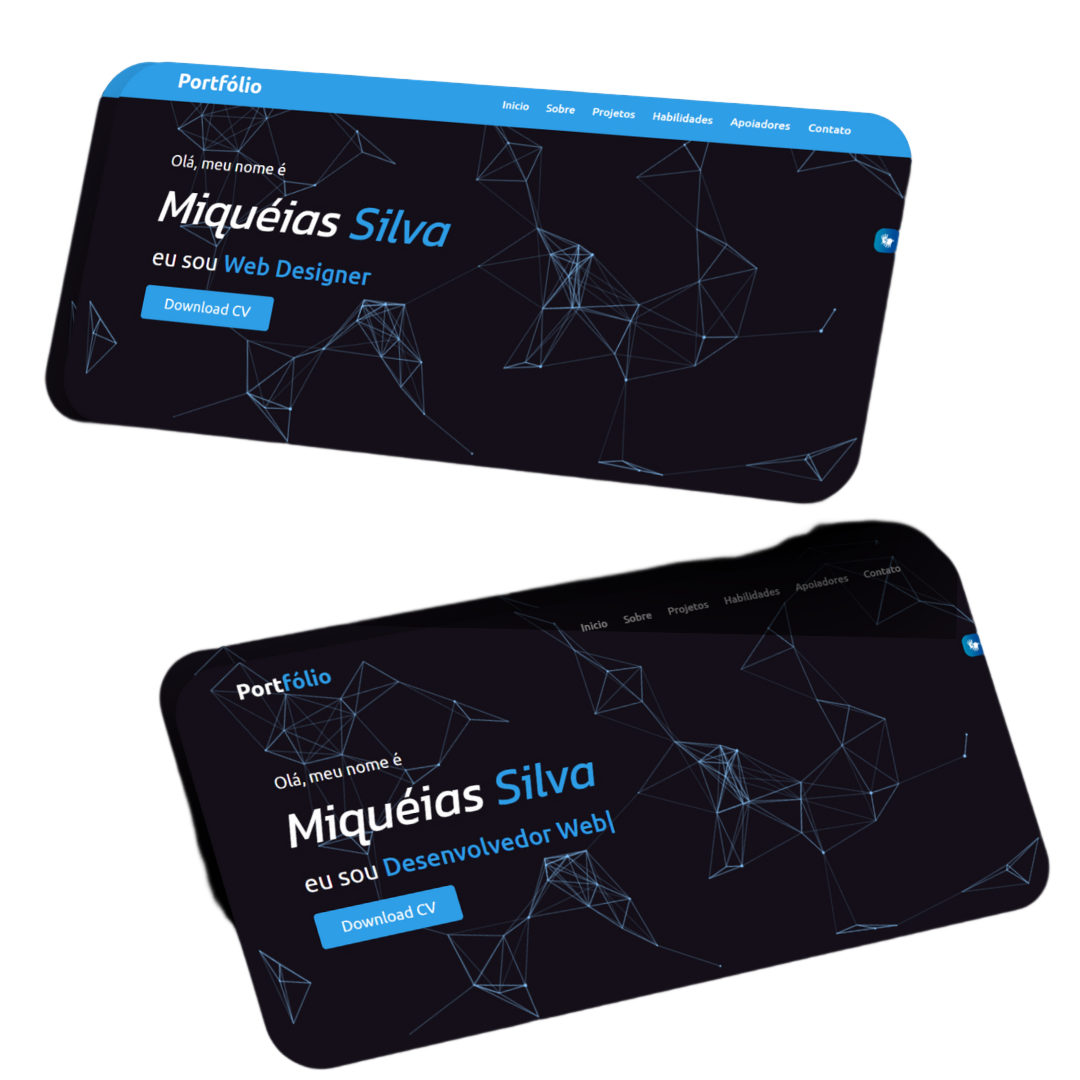 Portfólio
Inicio Sobre Projetos Habilidades Apoiadores Contato
Olá, meu nome é
Miquéias Silva
eu sou Web Designer
Download CV
Inicio Sobre Projetos Habilidades Apoiadores Contato
Portfólio
Olá, meu nome é
Miquéias Silva
eu sou Desenvolvedor Web|
Download CV